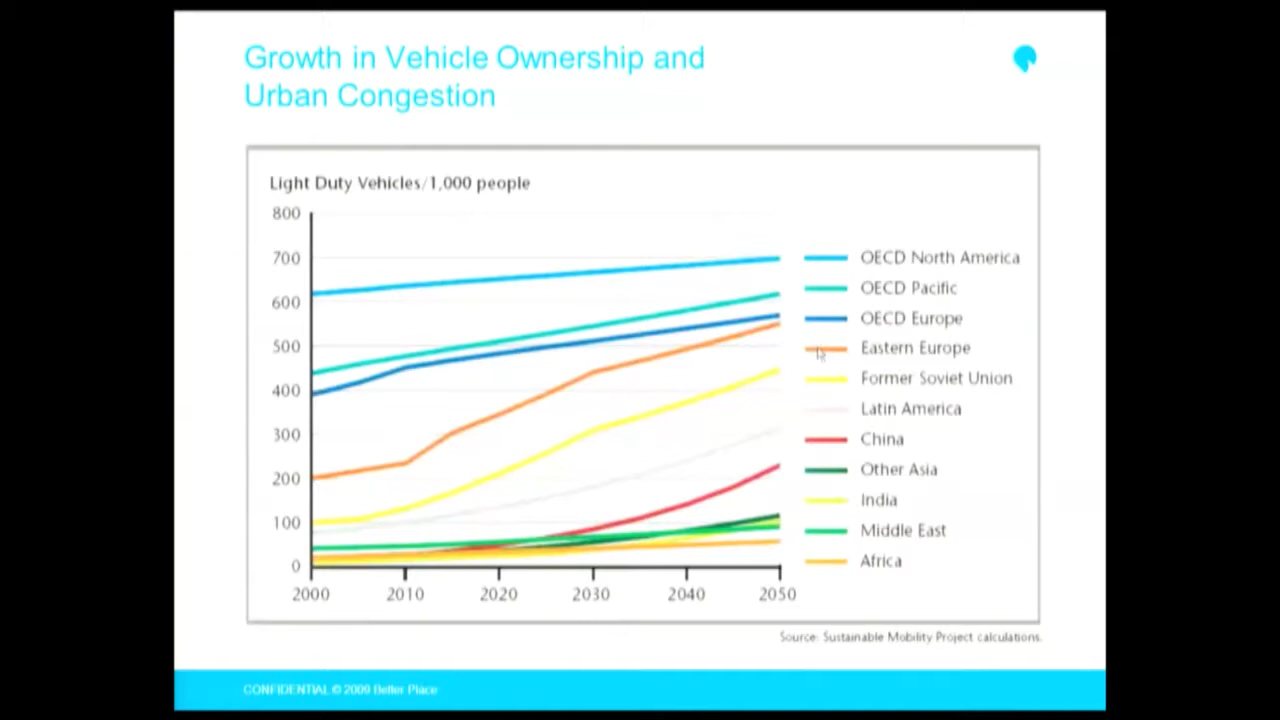 Growth in Vehicle Ownership and
Urban Congestion
Light Duty Vehicles/1,000 people
800
700
600
500
400
300
200
100
0
2000 2010 2020 2030 2040 2050
OECD North America
OECD Pacific
OECD Europe
Eastern Europe
Former Soviet Union
Latin America
China
Other Asia
India
Middle East
Africa
Source: Sustainable Mobility Project calculations.
CONFIDENTIAL © 2009 Better Place